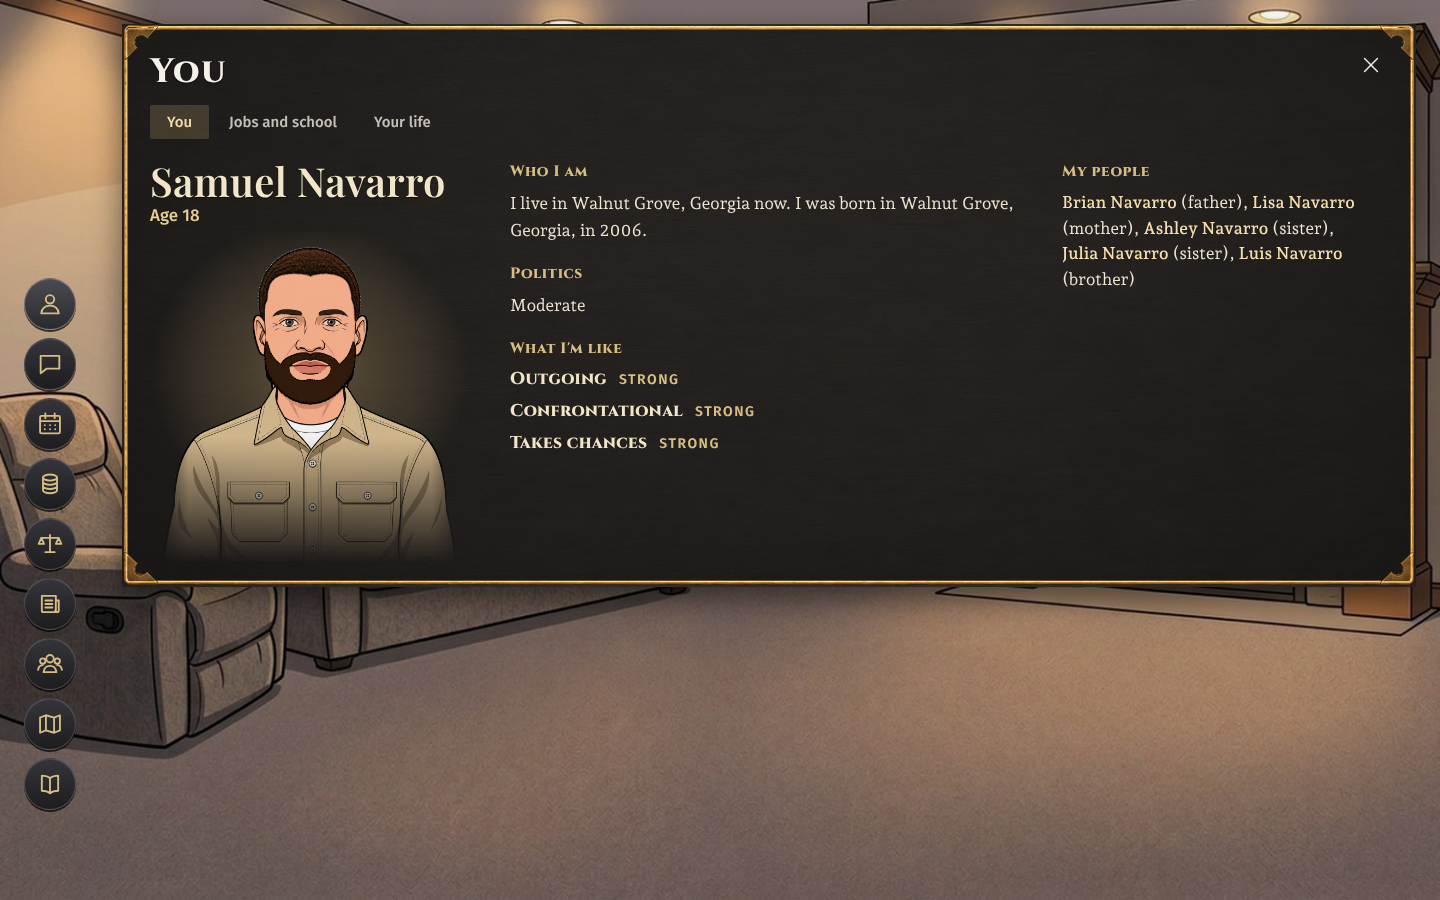 You
You
Jobs and school
Your life
Samuel Navarro
Age 18
Who I am
I live in Walnut Grove, Georgia now. I was born in Walnut Grove,
Georgia, in 2006.
Politics
Moderate
What I'm like
Outgoing STRONG
Confrontational STRONG
Takes chances STRONG
My people
Brian Navarro (father), Lisa Navarro
(mother), Ashley Navarro (sister),
Julia Navarro (sister), Luis Navarro
(brother)